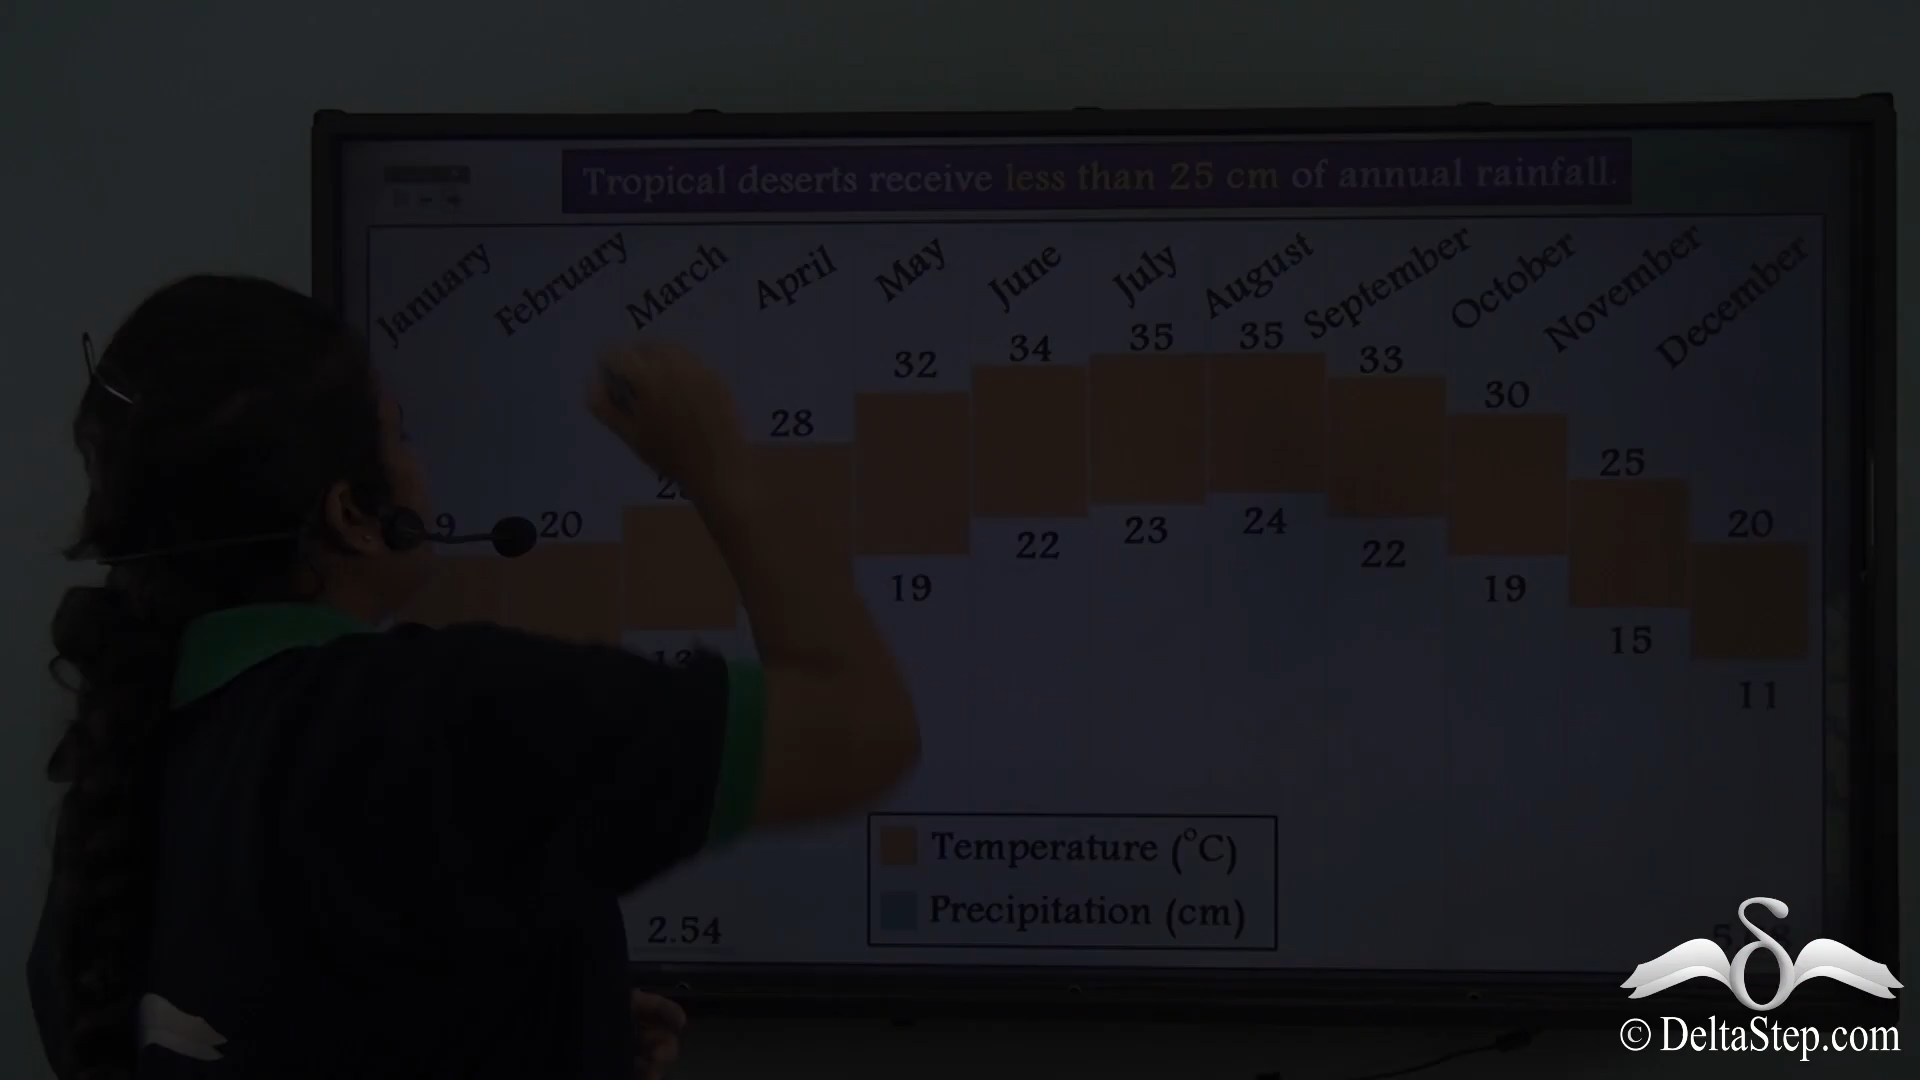 Tropical deserts receive less than 25 cm of annual rainfall.
January February March April May June July August September October November December
20 28 32 34 35 35 33 30 25 20
13 19 22 23 24 22 19 15 11
Temperature (°C)
Precipitation (cm)
2.54
© DeltaStep.com